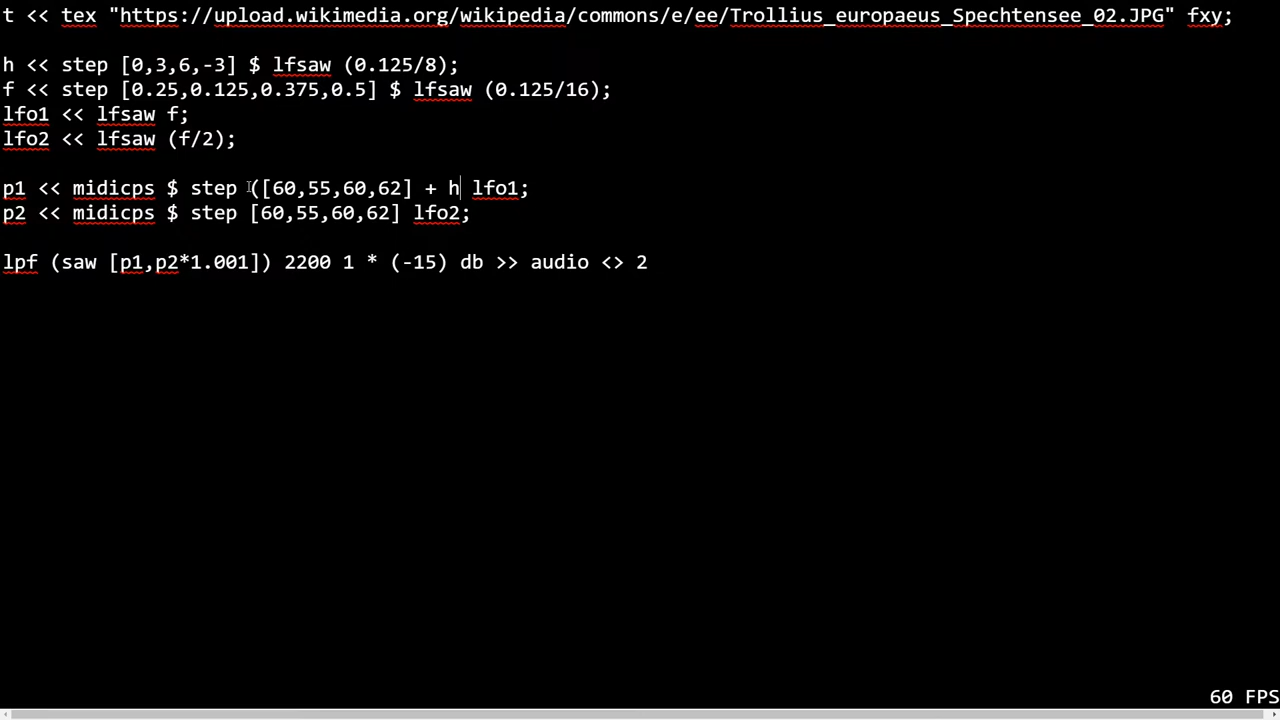 t << tex "https://upload.wikimedia.org/wikipedia/commons/e/ee/Trollius_europaeus_Spechtensee_02.JPG" fxy;
h << step [0,3,6,-3] $ lfsaw (0.125/8);
f << step [0.25,0.125,0.375,0.5] $ lfsaw (0.125/16);
lfo1 << lfsaw f;
lfo2 << lfsaw (f/2);
p1 << midicps $ step ([60,55,60,62] + h lfo1;
p2 << midicps $ step [60,55,60,62] lfo2;
lpf (saw [p1,p2*1.001]) 2200 1 * (-15) db >> audio <> 2
60 FPS